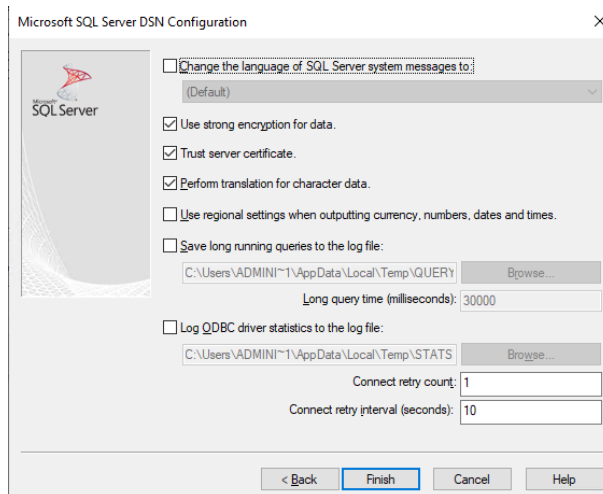 Microsoft SQL Server DSN Configuration
Microsoft
SQL Server
Change the language of SQL Server system messages to:
(Default)
Use strong encryption for data.
Trust server certificate.
Perform translation for character data.
Use regional settings when outputting currency, numbers, dates and times.
Save long running queries to the log file:
C:\Users\ADMINI~1\AppData\Local\Temp\QUERY
Browse...
Long query time (milliseconds): 30000
Log ODBC driver statistics to the log file:
C:\Users\ADMINI~1\AppData\Local\Temp\STATS
Browse...
Connect retry count: 1
Connect retry interval (seconds): 10
< Back Finish Cancel Help